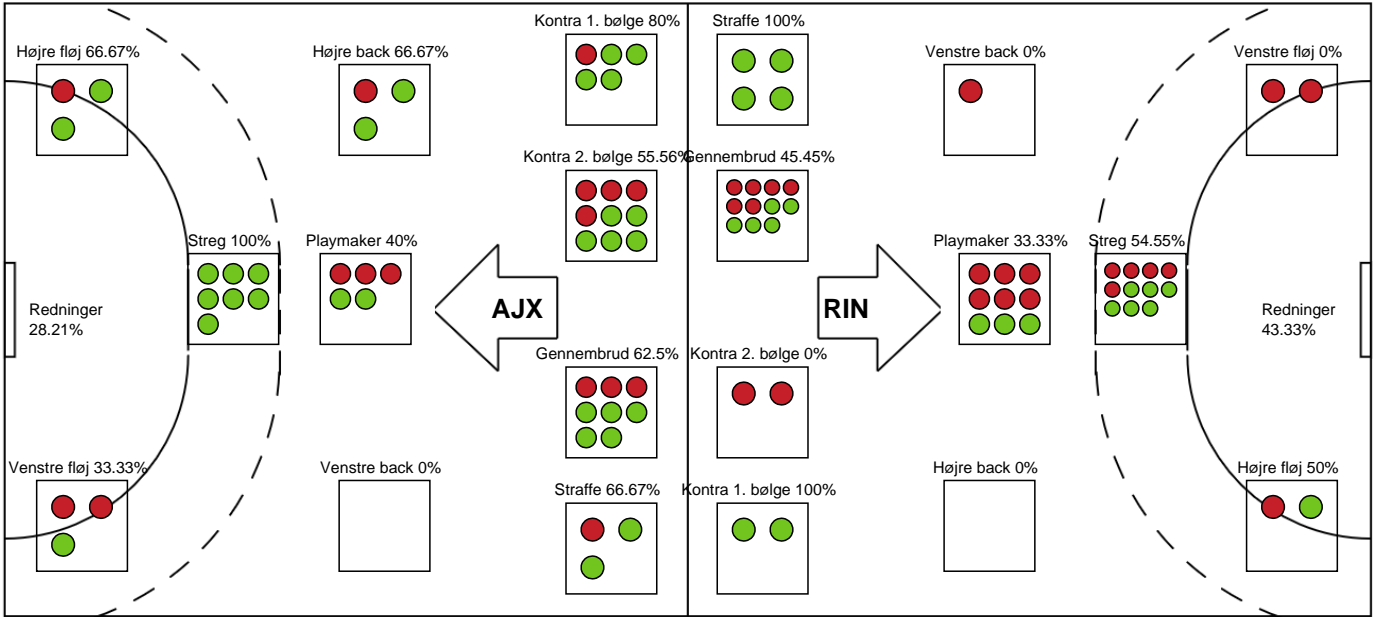 Kontra 1. bølge 80%
Straffe 100%
Højre fløj 66.67%
Højre back 66.67%
Venstre back 0%
Venstre fløj 0%
Kontra 2. bølge 55.56%
Gennembrud 45.45%
Streg 100%
Playmaker 40%
Playmaker 33.33%
Streg 54.55%
Redninger
28.21%
AJX
RIN
Redninger
43.33%
Gennembrud 62.5%
Kontra 2. bølge 0%
Venstre fløj 33.33%
Venstre back 0%
Højre back 0%
Højre fløj 50%
Straffe 66.67%
Kontra 1. bølge 100%